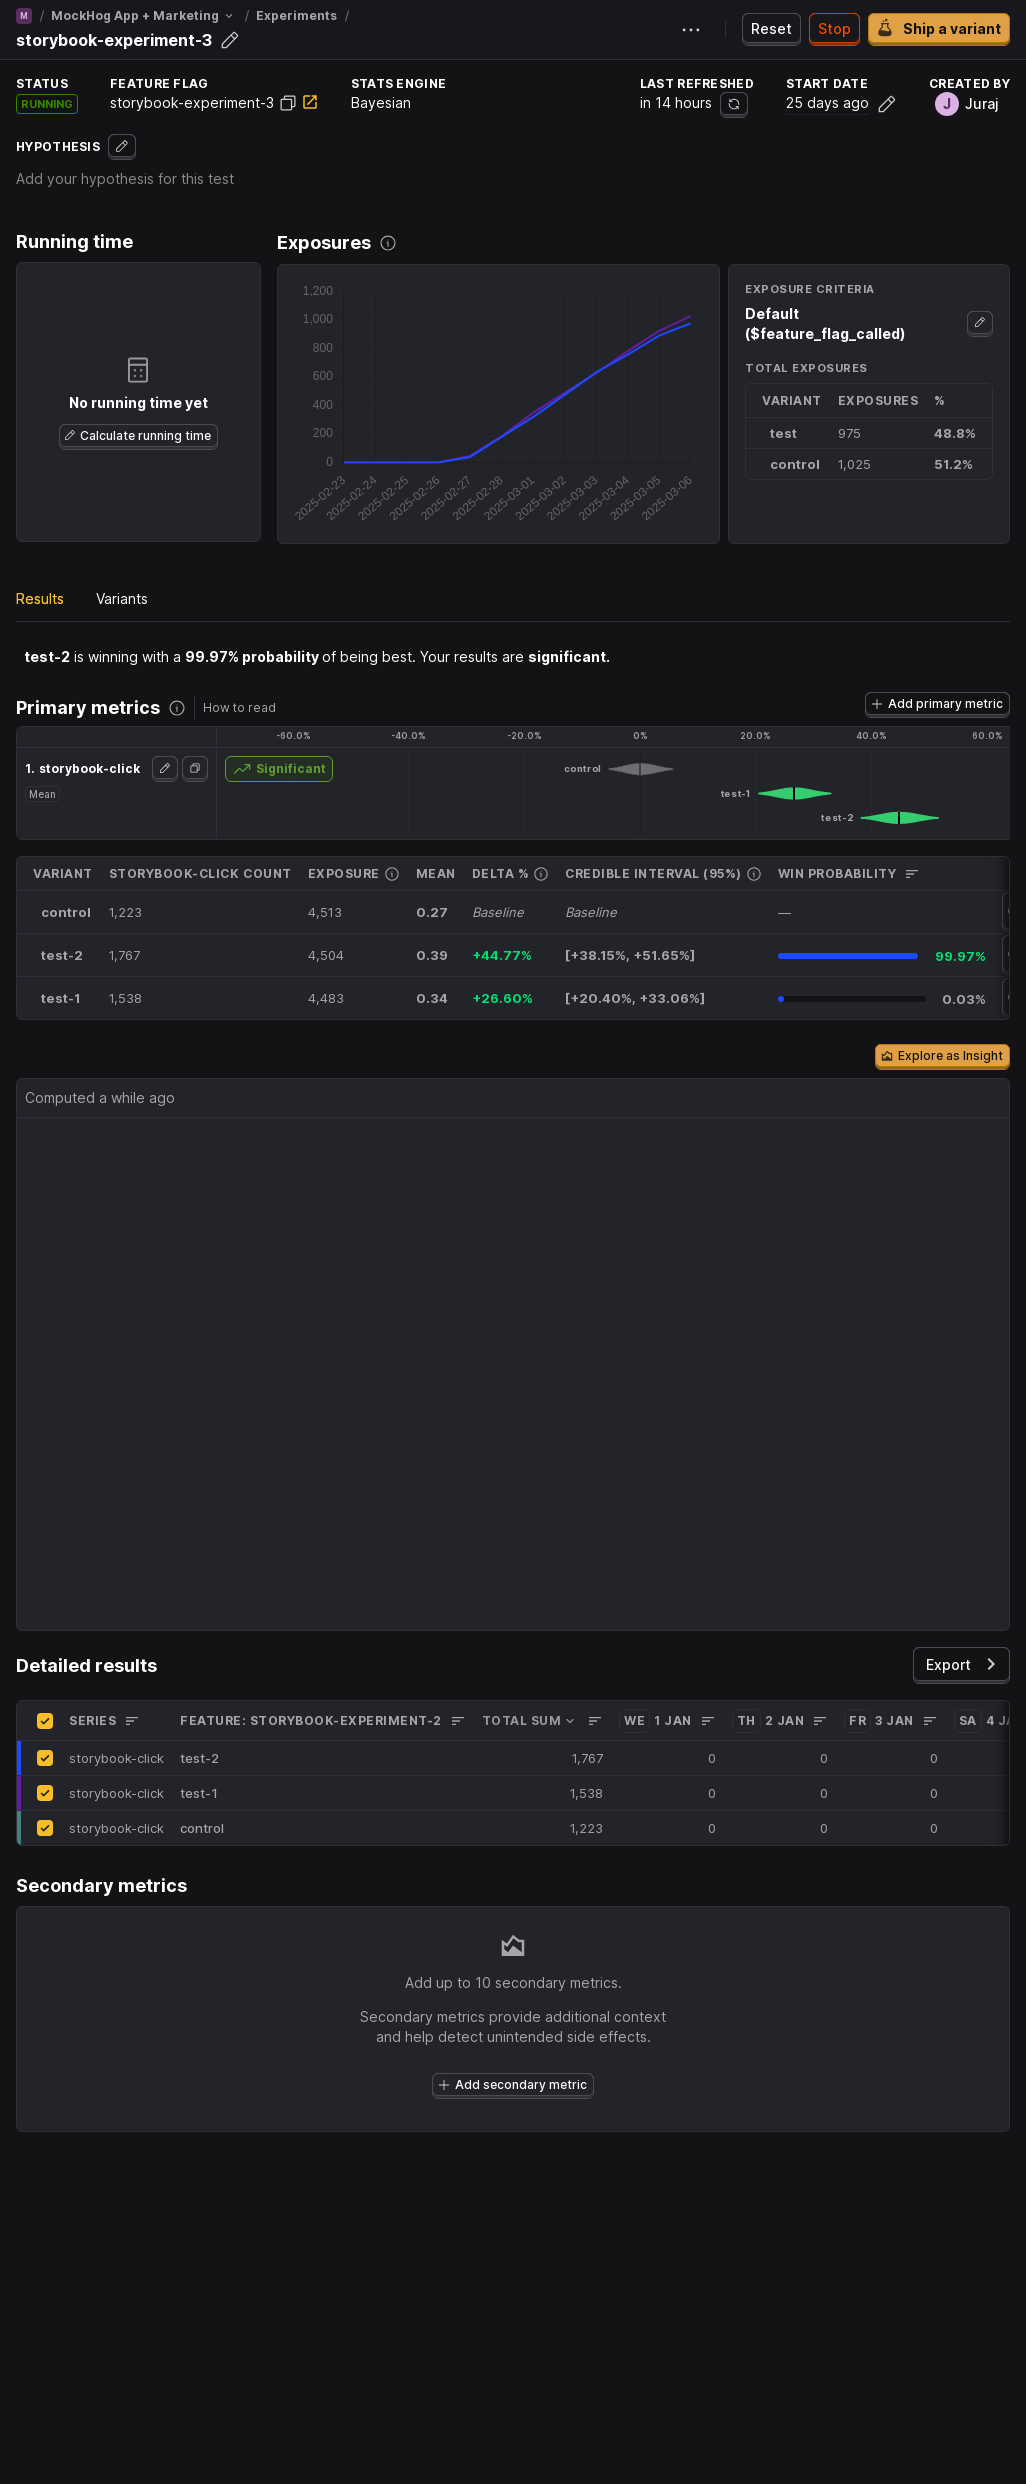 M / MockHog App + Marketing / Experiments /
storybook-experiment-3
Reset
Stop
Ship a variant
STATUS
RUNNING
FEATURE FLAG
storybook-experiment-3
STATS ENGINE
Bayesian
LAST REFRESHED
in 14 hours
START DATE
25 days ago
CREATED BY
J Juraj
HYPOTHESIS
Add your hypothesis for this test
Running time
No running time yet
Calculate running time
Exposures
1,200
1,000
800
600
400
200
0
2025-02-23
2025-02-24
2025-02-25
2025-02-26
2025-02-27
2025-02-28
2025-03-01
2025-03-02
2025-03-03
2025-03-04
2025-03-05
2025-03-06
EXPOSURE CRITERIA
Default
($feature_flag_called)
TOTAL EXPOSURES
VARIANT EXPOSURES %
test 975 48.8%
control 1,025 51.2%
Results
Variants
test-2 is winning with a 99.97% probability of being best. Your results are significant.
Primary metrics
How to read
Add primary metric
-60.0% -40.0% -20.0% 0% 20.0% 40.0% 60.0%
1. storybook-click
Mean
Significant
control
test-1
test-2
VARIANT STORYBOOK-CLICK COUNT EXPOSURE MEAN DELTA % CREDIBLE INTERVAL (95%) WIN PROBABILITY
control 1,223 4,513 0.27 Baseline Baseline —
test-2 1,767 4,504 0.39 +44.77% [+38.15%, +51.65%] 99.97%
test-1 1,538 4,483 0.34 +26.60% [+20.40%, +33.06%] 0.03%
Explore as Insight
Computed a while ago
Detailed results
Export
SERIES FEATURE: STORYBOOK-EXPERIMENT-2 TOTAL SUM WE 1 JAN TH 2 JAN FR 3 JAN SA 4
storybook-click test-2 1,767 0 0 0
storybook-click test-1 1,538 0 0 0
storybook-click control 1,223 0 0 0
Secondary metrics
Add up to 10 secondary metrics.
Secondary metrics provide additional context
and help detect unintended side effects.
Add secondary metric